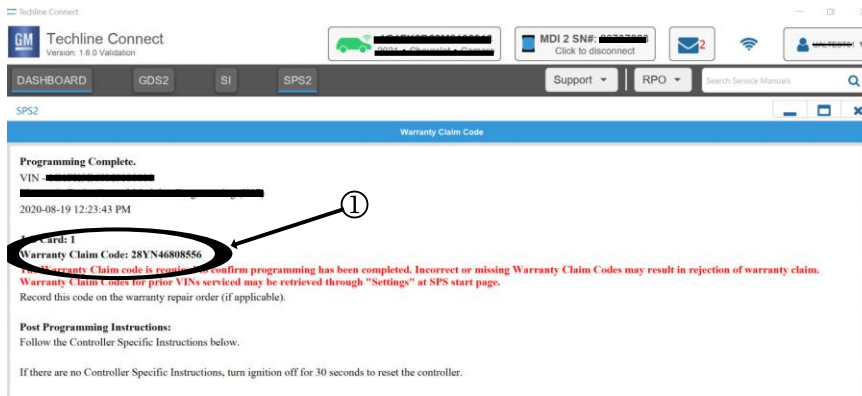 Techline Connect
GM
Techline Connect
Version: 1.6.0 Validation
2021 • Chevrolet • Camaro
MDI 2 SN#:
Click to disconnect
2
DASHBOARD
GDS2
SI
SPS2
Support
RPO
Search Service Manuals
SPS2
Warranty Claim Code
Programming Complete.
VIN -
2020-08-19 12:23:43 PM
①
Card: 1
Warranty Claim Code: 28YN46808556
The Warranty Claim code is required to confirm programming has been completed. Incorrect or missing Warranty Claim Codes may result in rejection of warranty claim.
Warranty Claim Codes for prior VINs serviced may be retrieved through "Settings" at SPS start page.
Record this code on the warranty repair order (if applicable).
Post Programming Instructions:
Follow the Controller Specific Instructions below.
If there are no Controller Specific Instructions, turn ignition off for 30 seconds to reset the controller.